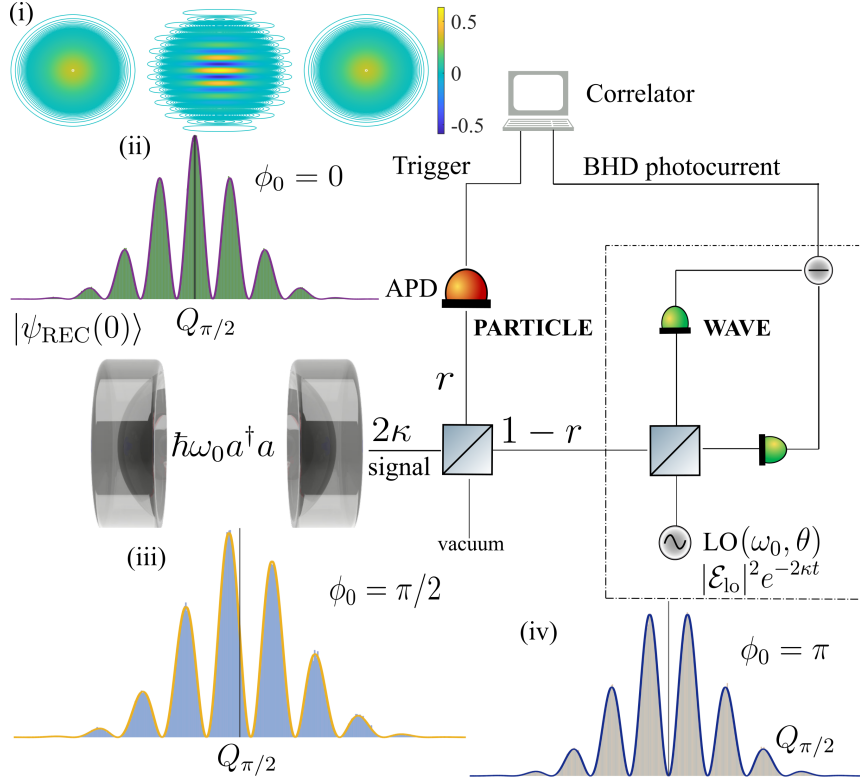 (i)
0.5
0
-0.5
Correlator
(ii)
ϕ₀ = 0
Trigger
BHD photocurrent
APD
PARTICLE
WAVE
|ψ_REC(0)⟩
Q_{π/2}
r
ħω₀a†a
2κ
signal
1 − r
vacuum
LO(ω₀, θ)
|ℰ_lo|²e^{−2κt}
(iii)
ϕ₀ = π/2
Q_{π/2}
(iv)
ϕ₀ = π
Q_{π/2}